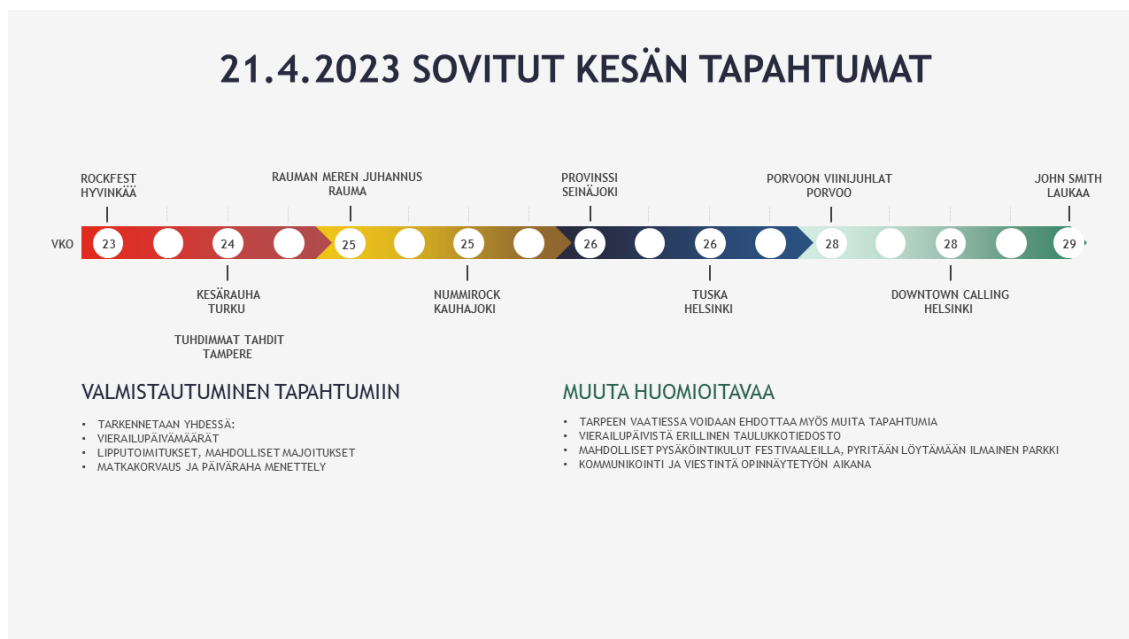 21.4.2023 SOVITUT KESÄN TAPAHTUMAT
ROCKFEST
HYVINKÄÄ
RAUMAN MEREN JUHANNUS
RAUMA
PROVINSSI
SEINÄJOKI
PORVOON VIINIJUHLAT
PORVOO
JOHN SMITH
LAUKAA
VKO 23 24 25 25 26 26 28 28 29
KESÄRAUHA
TURKU
NUMMIROCK
KAUHAJOKI
TUSKA
HELSINKI
DOWNTOWN CALLING
HELSINKI
TUHDIMMAT TAHDIT
TAMPERE
VALMISTAUTUMINEN TAPAHTUMIIN
• TARKENNETAAN YHDESSÄ:
• VIERAILUPÄIVÄMÄÄRÄT
• LIPPUTOIMITUKSET, MAHDOLLISET MAJOITUKSET
• MATKAKORVAUS JA PÄIVÄRAHA MENETTELY
MUUTA HUOMIOITAVAA
• TARPEEN VAATIESSA VOIDAAN EHDOTTAA MYÖS MUITA TAPAHTUMIA
• VIERAILUPÄIVISTÄ ERILLINEN TAULUKKOTIEDOSTO
• MAHDOLLISET PYSÄKÖINTIKULUT FESTIVAALEILLA, PYRITÄÄN LÖYTÄMÄÄN ILMAINEN PARKKI
• KOMMUNIKOINTI JA VIESTINTÄ OPINNÄYTETYÖN AIKANA